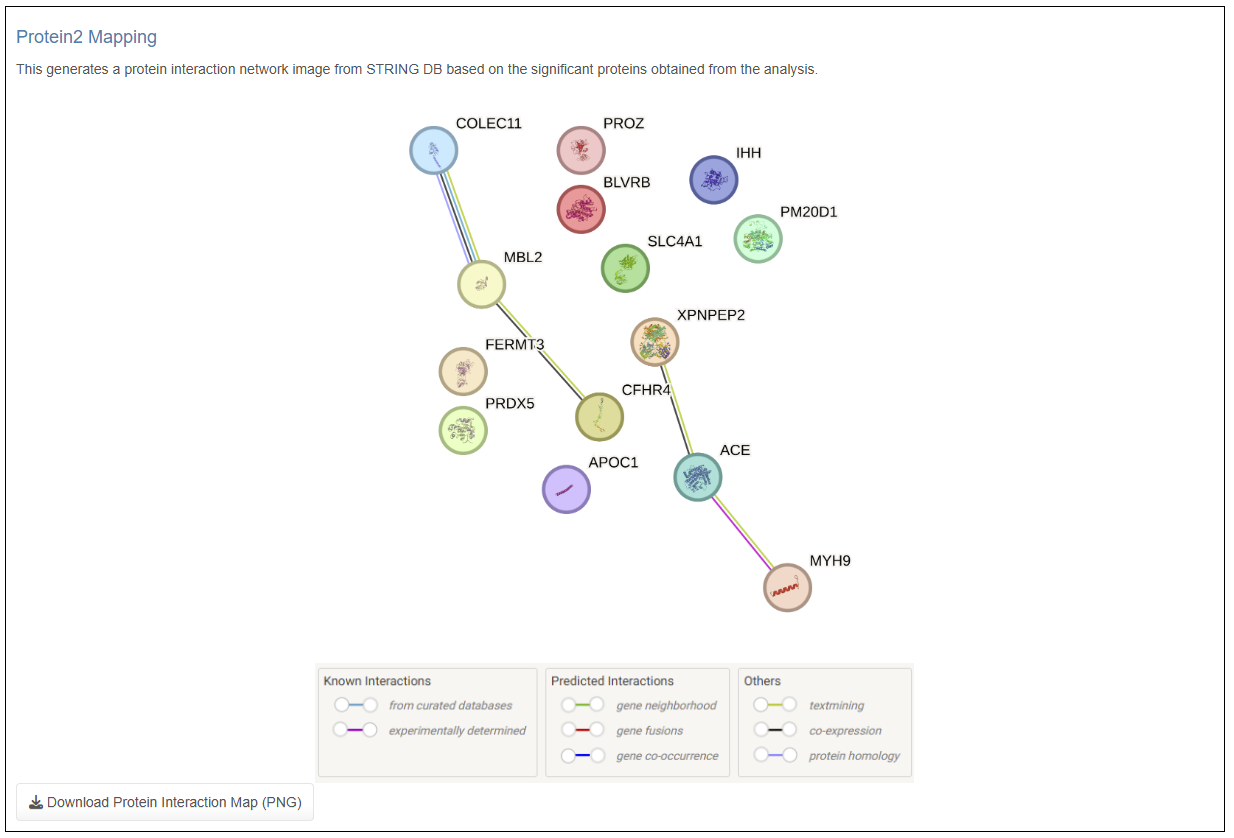 Protein2 Mapping
This generates a protein interaction network image from STRING DB based on the significant proteins obtained from the analysis.
COLEC11
PROZ
IHH
BLVRB
PM20D1
SLC4A1
MBL2
XPNPEP2
FERMT3
CFHR4
PRDX5
ACE
APOC1
MYH9
Known Interactions
from curated databases
experimentally determined
Predicted Interactions
gene neighborhood
gene fusions
gene co-occurrence
Others
textmining
co-expression
protein homology
Download Protein Interaction Map (PNG)